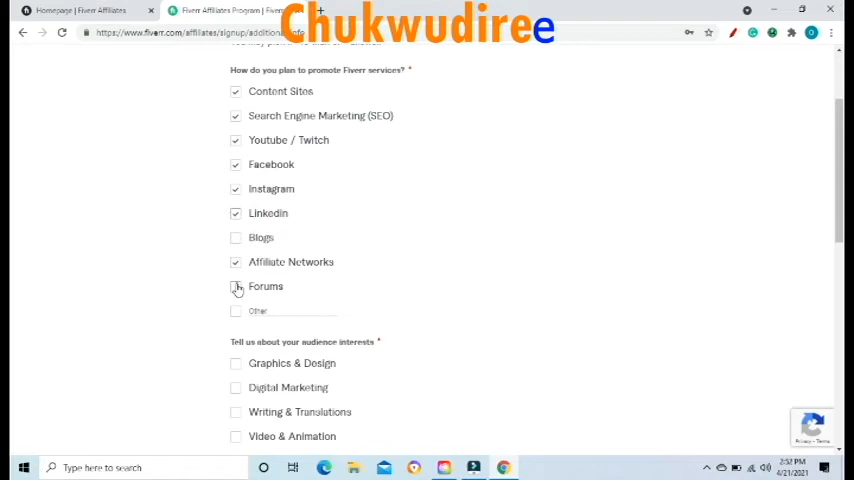 Homepage | Fiverr Affiliates
Fiverr Affiliates Program | Fiverr
Chukwudiree
https://www.fiverr.com/affiliates/signup/additional-info
How do you plan to promote Fiverr services? *
Content Sites
Search Engine Marketing (SEO)
Youtube / Twitch
Facebook
Instagram
Linkedin
Blogs
Affiliate Networks
Forums
Other
Tell us about your audience interests *
Graphics & Design
Digital Marketing
Writing & Translations
Video & Animation
Privacy - Terms
Type here to search
2:52 PM
4/21/2021